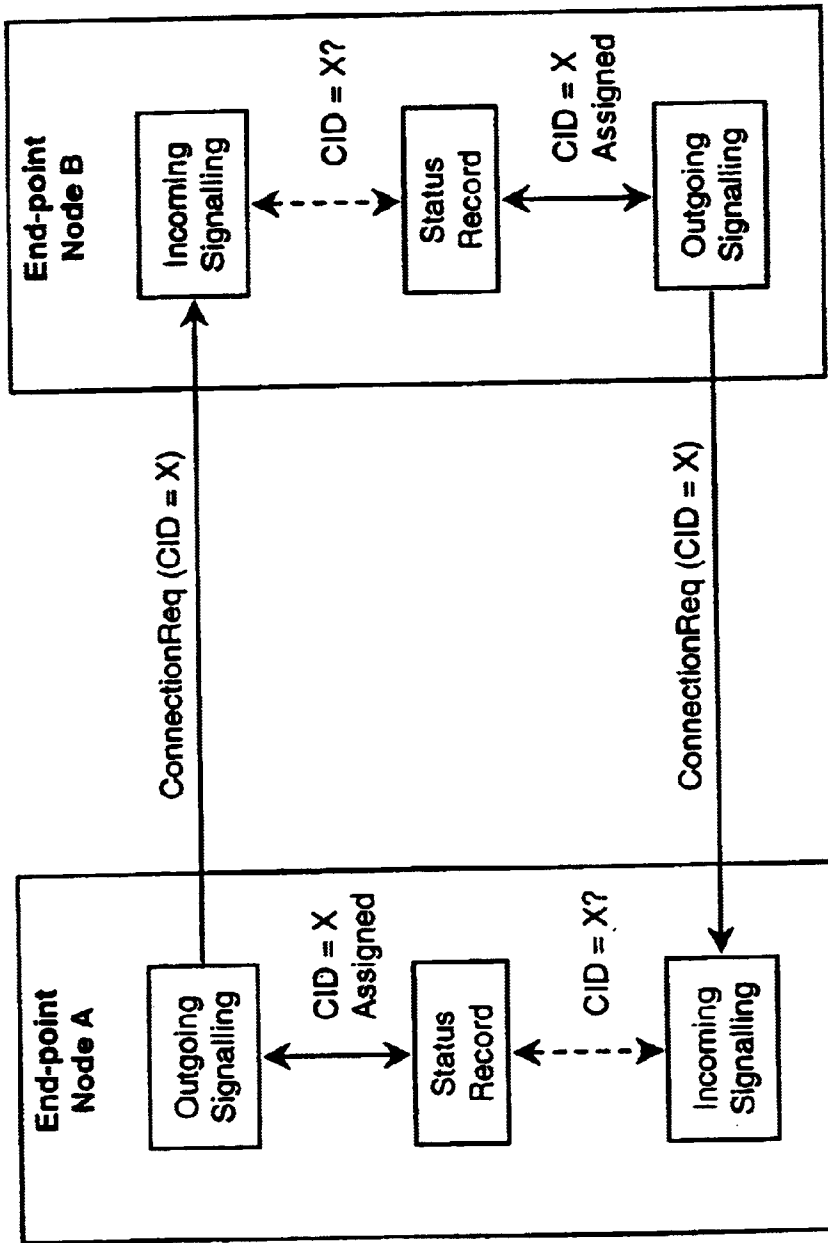 End-point
Node A
Outgoing
Signalling
CID = X
Assigned
Status
Record
CID = X?
Incoming
Signalling
ConnectionReq (CID = X)
ConnectionReq (CID = X)
End-point
Node B
Incoming
Signalling
CID = X?
Status
Record
CID = X
Assigned
Outgoing
Signalling